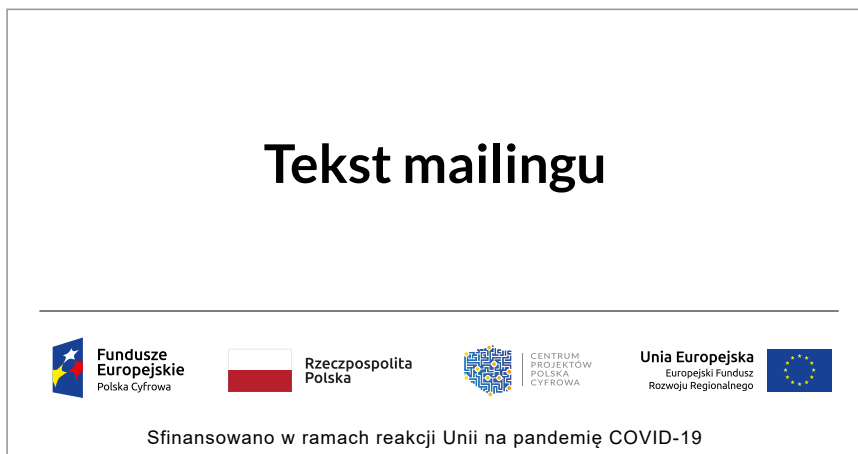 Tekst mailingu
Fundusze
Europejskie
Polska Cyfrowa
Rzeczpospolita
Polska
CENTRUM
PROJEKTÓW
POLSKA
CYFROWA
Unia Europejska
Europejski Fundusz
Rozwoju Regionalnego
Sfinansowano w ramach reakcji Unii na pandemię COVID-19